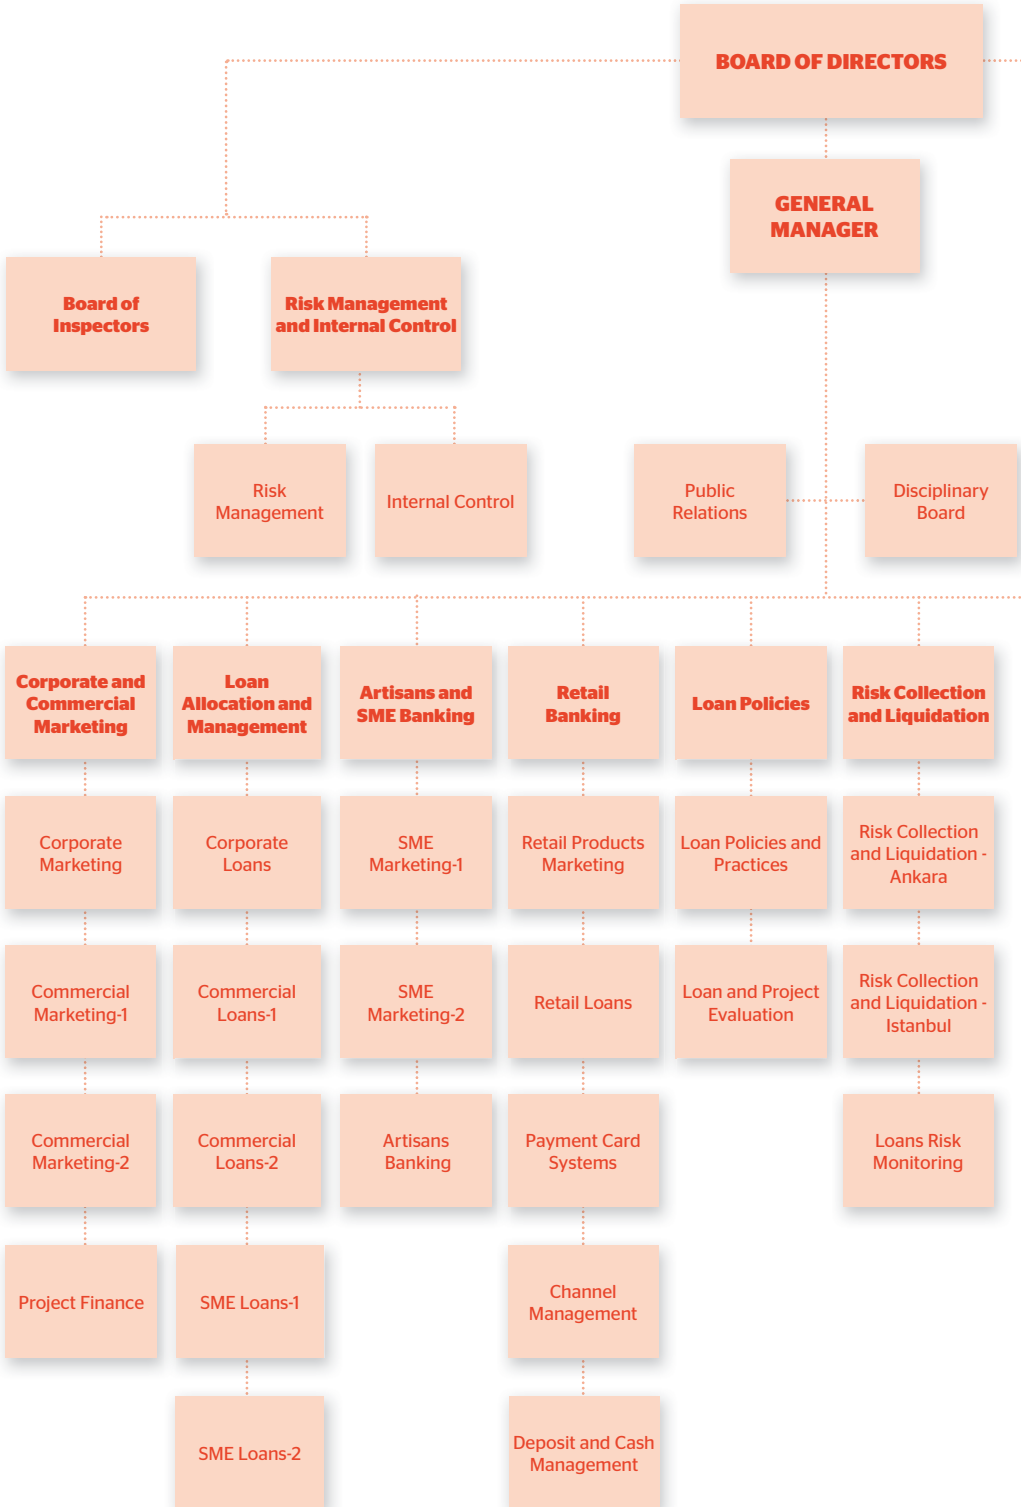 BOARD OF DIRECTORS
GENERAL
MANAGER
Board of
Inspectors
Risk Management
and Internal Control
Risk
Management
Internal Control
Public
Relations
Disciplinary
Board
Corporate and
Commercial
Marketing
Loan
Allocation and
Management
Artisans and
SME Banking
Retail
Banking
Loan Policies
Risk Collection
and Liquidation
Corporate
Marketing
Corporate
Loans
SME
Marketing-1
Retail Products
Marketing
Loan Policies and
Practices
Risk Collection
and Liquidation -
Ankara
Commercial
Marketing-1
Commercial
Loans-1
SME
Marketing-2
Retail Loans
Loan and Project
Evaluation
Risk Collection
and Liquidation -
Istanbul
Commercial
Marketing-2
Commercial
Loans-2
Artisans
Banking
Payment Card
Systems
Loans Risk
Monitoring
Project Finance
SME Loans-1
Channel
Management
SME Loans-2
Deposit and Cash
Management